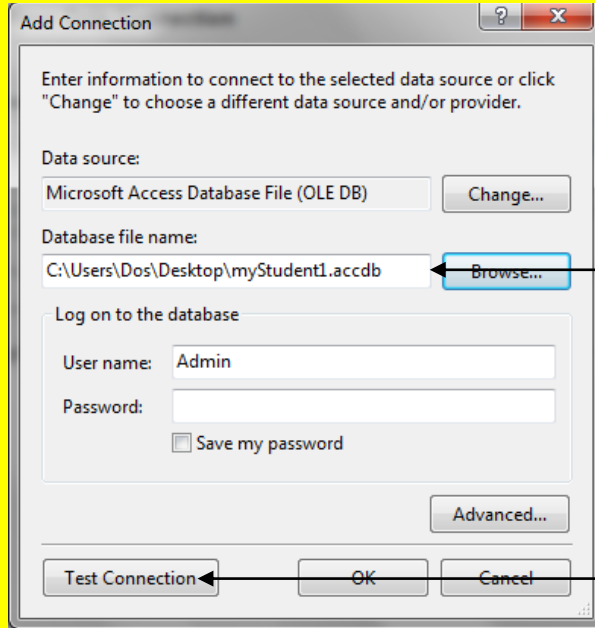 Add Connection
Enter information to connect to the selected data source or click
"Change" to choose a different data source and/or provider.
Data source:
Microsoft Access Database File (OLE DB)
Change...
Database file name:
C:\Users\Dos\Desktop\myStudent1.accdb
Browse...
Log on to the database
User name:
Admin
Password:
Save my password
Advanced...
Test Connection
OK
Cancel